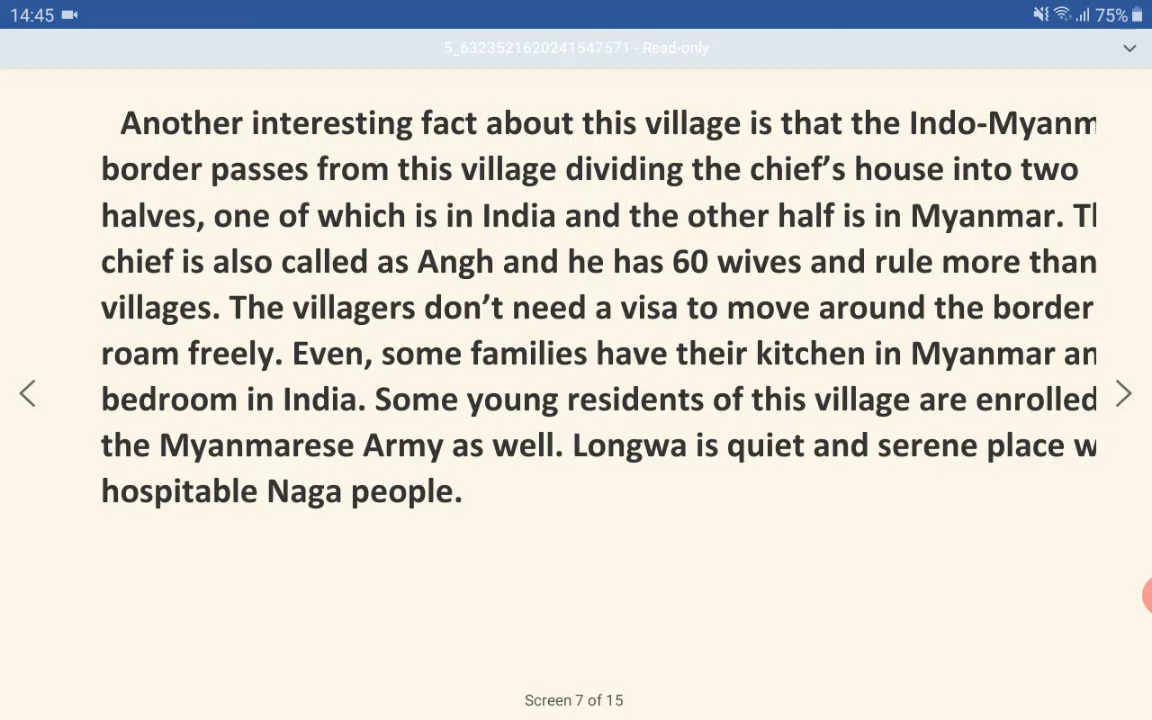 14:45 75%
5_6323521620241547571 - Read-only
Another interesting fact about this village is that the Indo-Myanm
border passes from this village dividing the chief’s house into two
halves, one of which is in India and the other half is in Myanmar.
chief is also called as Angh and he has 60 wives and rule more than
villages. The villagers don’t need a visa to move around the border
roam freely. Even, some families have their kitchen in Myanmar an
bedroom in India. Some young residents of this village are enrolled
the Myanmarese Army as well. Longwa is quiet and serene place w
hospitable Naga people.
Screen 7 of 15